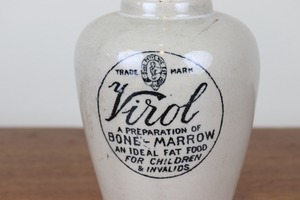 TRADE MARK
Virol
A PREPARATION OF
BONE-MARROW
AN IDEAL FAT FOOD
FOR CHILDREN
& INVALIDS